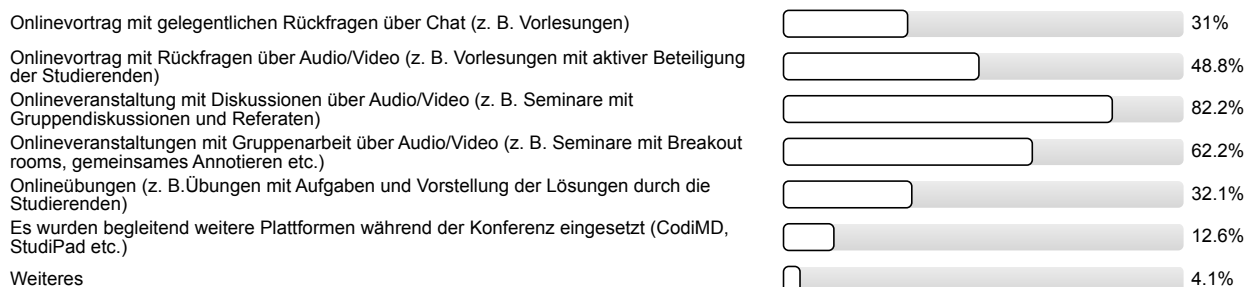 Onlinevortrag mit gelegentlichen Rückfragen über Chat (z. B. Vorlesungen) 31%
Onlinevortrag mit Rückfragen über Audio/Video (z. B. Vorlesungen mit aktiver Beteiligung
der Studierenden) 48.8%
Onlineveranstaltung mit Diskussionen über Audio/Video (z. B. Seminare mit
Gruppendiskussionen und Referaten) 82.2%
Onlineveranstaltungen mit Gruppenarbeit über Audio/Video (z. B. Seminare mit Breakout
rooms, gemeinsames Annotieren etc.) 62.2%
Onlineübungen (z. B.Übungen mit Aufgaben und Vorstellung der Lösungen durch die
Studierenden) 32.1%
Es wurden begleitend weitere Plattformen während der Konferenz eingesetzt (CodiMD,
StudiPad etc.) 12.6%
Weiteres 4.1%